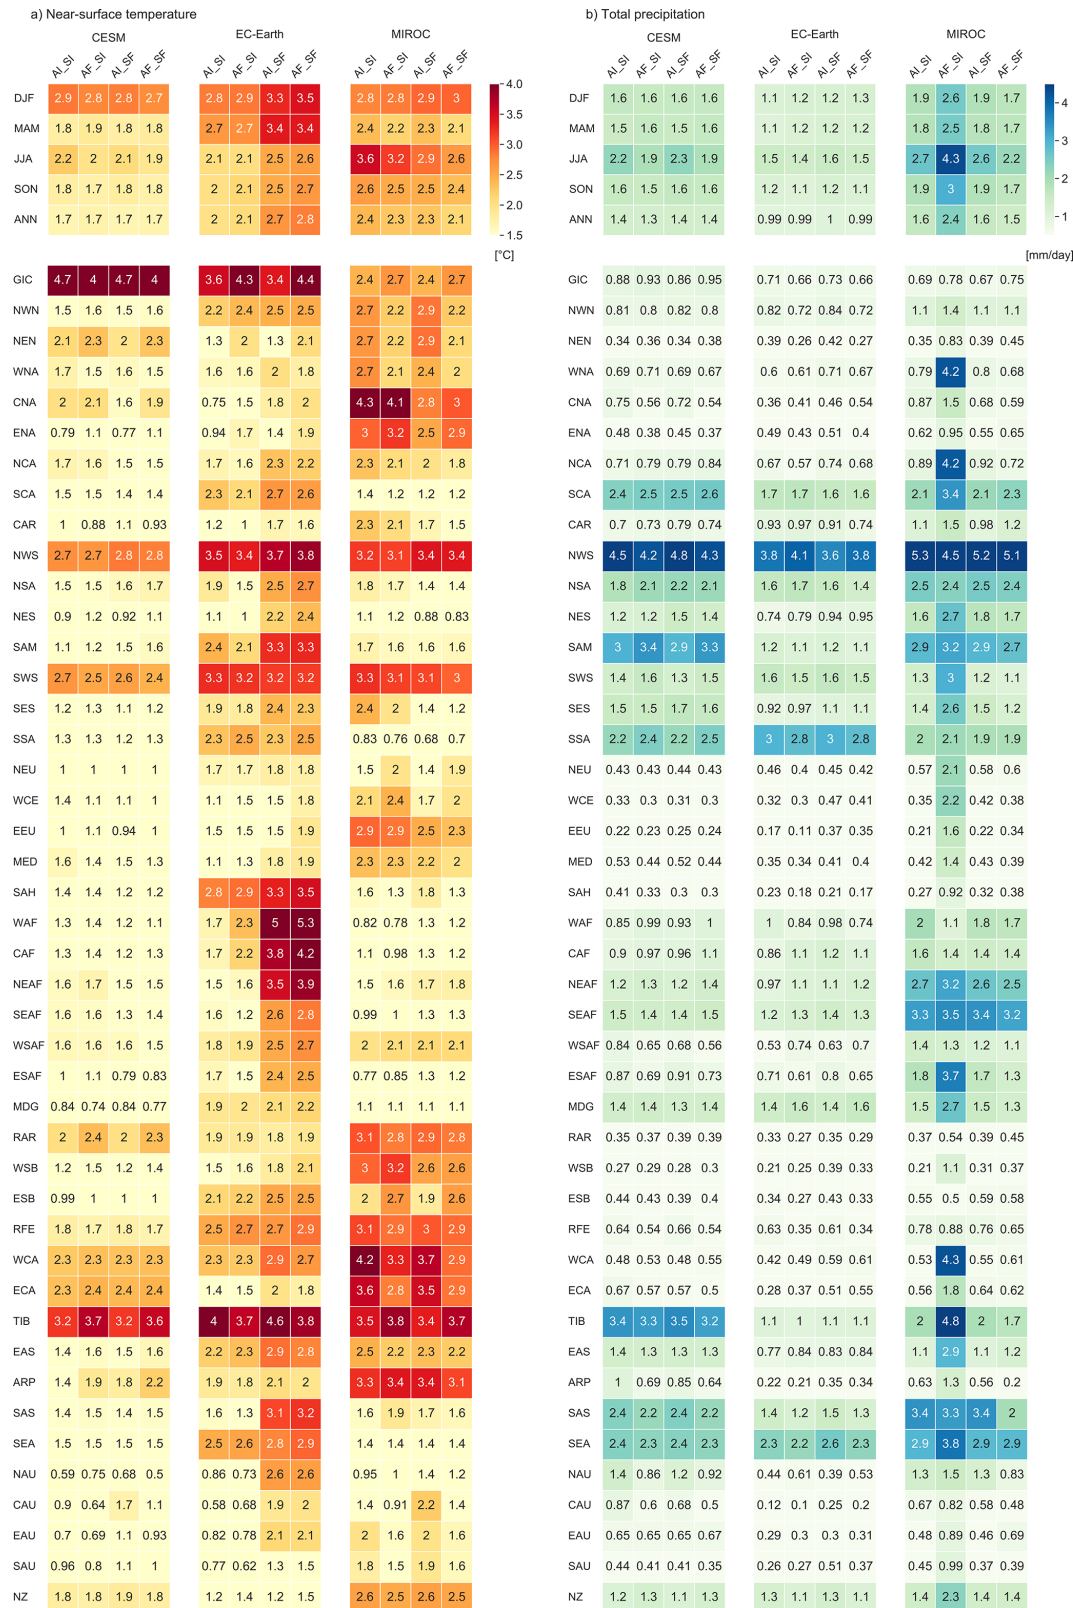 a) Near-surface temperature b) Total precipitation
CESM EC-Earth MIROC CESM EC-Earth MIROC
AI_SI AF_SI AI_SF AF_SF AI_SI AF_SI AI_SF AF_SF AI_SI AF_SI AI_SF AF_SF AI_SI AF_SI AI_SF AF_SF AI_SI AF_SI AI_SF AF_SF AI_SI AF_SI AI_SF AF_SF
DJF 2.9 2.8 2.8 2.7 2.8 2.9 3.3 3.5 2.8 2.8 2.9 3 4.0 1.6 1.6 1.6 1.6 1.1 1.2 1.2 1.3 1.9 2.6 1.9 1.7 4
MAM 1.8 1.9 1.8 1.8 2.7 2.7 3.4 3.4 2.4 2.2 2.3 2.1 3.5 1.5 1.6 1.5 1.6 1.1 1.2 1.2 1.2 1.8 2.5 1.8 1.7 3
JJA 2.2 2 2.1 1.9 2.1 2.1 2.5 2.6 3.6 3.2 2.9 2.6 3.0 2.2 1.9 2.3 1.9 1.5 1.4 1.6 1.5 2.7 4.3 2.6 2.2
2.5
SON 1.8 1.7 1.8 1.8 2 2.1 2.5 2.7 2.6 2.5 2.5 2.4 2.0 1.6 1.5 1.6 1.6 1.2 1.1 1.2 1.1 1.9 3 1.9 1.7 2
ANN 1.7 1.7 1.7 1.7 2 2.1 2.7 2.8 2.4 2.3 2.3 2.1 1.5 1.4 1.3 1.4 1.4 0.99 0.99 1 0.99 1.6 2.4 1.6 1.5 1
[°C] [mm/day]
GIC 4.7 4 4.7 4 3.6 4.3 3.4 4.4 2.4 2.7 2.4 2.7 0.88 0.93 0.86 0.95 0.71 0.66 0.73 0.66 0.69 0.78 0.67 0.75
NWN 1.5 1.6 1.5 1.6 2.2 2.4 2.5 2.5 2.7 2.2 2.9 2.2 0.81 0.8 0.82 0.8 0.82 0.72 0.84 0.72 1.1 1.4 1.1 1.1
NEN 2.1 2.3 2 2.3 1.3 2 1.3 2.1 2.7 2.2 2.9 2.1 0.34 0.36 0.34 0.38 0.39 0.26 0.42 0.27 0.35 0.83 0.39 0.45
WNA 1.7 1.5 1.6 1.5 1.6 1.6 2 1.8 2.7 2.1 2.4 2 0.69 0.71 0.69 0.67 0.6 0.61 0.71 0.67 0.79 4.2 0.8 0.68
CNA 2 2.1 1.6 1.9 0.75 1.5 1.8 2 4.3 4.1 2.8 3 0.75 0.56 0.72 0.54 0.36 0.41 0.46 0.54 0.87 1.5 0.68 0.59
ENA 0.79 1.1 0.77 1.1 0.94 1.7 1.4 1.9 3 3.2 2.5 2.9 0.48 0.38 0.45 0.37 0.49 0.43 0.51 0.4 0.62 0.95 0.55 0.65
NCA 1.7 1.6 1.5 1.5 1.7 1.6 2.3 2.2 2.3 2.1 2 1.8 0.71 0.79 0.79 0.84 0.67 0.57 0.74 0.68 0.89 4.2 0.92 0.72
SCA 1.5 1.5 1.4 1.4 2.3 2.1 2.7 2.6 1.4 1.2 1.2 1.2 2.4 2.5 2.5 2.6 1.7 1.7 1.6 1.6 2.1 3.4 2.1 2.3
CAR 1 0.88 1.1 0.93 1.2 1 1.7 1.6 2.3 2.1 1.7 1.5 0.7 0.73 0.79 0.74 0.93 0.97 0.91 0.74 1.1 1.5 0.98 1.2
NWS 2.7 2.7 2.8 2.8 3.5 3.4 3.7 3.8 3.2 3.1 3.4 3.4 4.5 4.2 4.8 4.3 3.8 4.1 3.6 3.8 5.3 4.5 5.2 5.1
NSA 1.5 1.5 1.6 1.7 1.9 1.5 2.5 2.7 1.8 1.7 1.4 1.4 1.8 2.1 2.2 2.1 1.6 1.7 1.6 1.4 2.5 2.4 2.5 2.4
NES 0.9 1.2 0.92 1.1 1.1 1 2.2 2.4 1.1 1.2 0.88 0.83 1.2 1.2 1.5 1.4 0.74 0.79 0.94 0.95 1.6 2.7 1.8 1.7
SAM 1.1 1.2 1.5 1.6 2.4 2.1 3.3 3.3 1.7 1.6 1.6 1.6 3 3.4 2.9 3.3 1.2 1.1 1.2 1.1 2.9 3.2 2.9 2.7
SWS 2.7 2.5 2.6 2.4 3.3 3.2 3.2 3.2 3.3 3.1 3.1 3 1.4 1.6 1.3 1.5 1.6 1.5 1.6 1.5 1.3 3 1.2 1.1
SES 1.2 1.3 1.1 1.2 1.9 1.8 2.4 2.3 2.4 2 1.4 1.2 1.5 1.5 1.7 1.6 0.92 0.97 1.1 1.1 1.4 2.6 1.5 1.2
SSA 1.3 1.3 1.2 1.3 2.3 2.5 2.3 2.5 0.83 0.76 0.68 0.7 2.2 2.4 2.2 2.5 3 2.8 3 2.8 2 2.1 1.9 1.9
NEU 1 1 1 1 1.7 1.7 1.8 1.8 1.5 2 1.4 1.9 0.43 0.43 0.44 0.43 0.46 0.4 0.45 0.42 0.57 2.1 0.58 0.6
WCE 1.4 1.1 1.1 1 1.1 1.5 1.5 1.8 2.1 2.4 1.7 2 0.33 0.3 0.31 0.3 0.32 0.3 0.47 0.41 0.35 2.2 0.42 0.38
EEU 1 1.1 0.94 1 1.5 1.5 1.5 1.9 2.9 2.9 2.5 2.3 0.22 0.23 0.25 0.24 0.17 0.11 0.37 0.35 0.21 1.6 0.22 0.34
MED 1.6 1.4 1.5 1.3 1.1 1.3 1.8 1.9 2.3 2.3 2.2 2 0.53 0.44 0.52 0.44 0.35 0.34 0.41 0.4 0.42 1.4 0.43 0.39
SAH 1.4 1.4 1.2 1.2 2.8 2.9 3.3 3.5 1.6 1.3 1.8 1.3 0.41 0.33 0.3 0.3 0.23 0.18 0.21 0.17 0.27 0.92 0.32 0.38
WAF 1.3 1.4 1.2 1.1 1.7 2.3 5 5.3 0.82 0.78 1.3 1.2 0.85 0.99 0.93 1 1 0.84 0.98 0.74 2 1.1 1.8 1.7
CAF 1.3 1.4 1.2 1.3 1.7 2.2 3.8 4.2 1.1 0.98 1.3 1.2 0.9 0.97 0.96 1.1 0.86 1.1 1.2 1.1 1.6 1.4 1.4 1.4
NEAF 1.6 1.7 1.5 1.5 1.5 1.6 3.5 3.9 1.5 1.6 1.7 1.8 1.2 1.3 1.2 1.4 0.97 1.1 1.1 1.2 2.7 3.2 2.6 2.5
SEAF 1.6 1.6 1.3 1.4 1.6 1.2 2.6 2.8 0.99 1 1.3 1.3 1.5 1.4 1.4 1.5 1.2 1.3 1.4 1.3 3.3 3.5 3.4 3.2
WSAF 1.6 1.6 1.6 1.5 1.8 1.9 2.5 2.7 2 2.1 2.1 2.1 0.84 0.65 0.68 0.56 0.53 0.74 0.63 0.7 1.4 1.3 1.2 1.1
ESAF 1 1.1 0.79 0.83 1.7 1.5 2.4 2.5 0.77 0.85 1.3 1.2 0.87 0.69 0.91 0.73 0.71 0.61 0.8 0.65 1.8 3.7 1.7 1.3
MDG 0.84 0.74 0.84 0.77 1.9 2 2.1 2.2 1.1 1.1 1.1 1.1 1.4 1.4 1.3 1.4 1.4 1.6 1.4 1.6 1.5 2.7 1.5 1.3
RAR 2 2.4 2 2.3 1.9 1.9 1.8 1.9 3.1 2.8 2.9 2.8 0.35 0.37 0.39 0.39 0.33 0.27 0.35 0.29 0.37 0.54 0.39 0.45
WSB 1.2 1.5 1.2 1.4 1.5 1.6 1.8 2.1 3 3.2 2.6 2.6 0.27 0.29 0.28 0.3 0.21 0.25 0.39 0.33 0.21 1.1 0.31 0.37
ESB 0.99 1 1 1 2.1 2.2 2.5 2.5 2 2.7 1.9 2.6 0.44 0.43 0.39 0.4 0.34 0.27 0.43 0.33 0.55 0.5 0.59 0.58
RFE 1.8 1.7 1.8 1.7 2.5 2.7 2.7 2.9 3.1 2.9 3 2.9 0.64 0.54 0.66 0.54 0.63 0.35 0.61 0.34 0.78 0.88 0.76 0.65
WCA 2.3 2.3 2.3 2.3 2.3 2.3 2.9 2.7 4.2 3.3 3.7 2.9 0.48 0.53 0.48 0.55 0.42 0.49 0.59 0.61 0.53 4.3 0.55 0.61
ECA 2.3 2.4 2.4 2.4 1.4 1.5 2 1.8 3.6 2.8 3.5 2.9 0.67 0.57 0.57 0.5 0.28 0.37 0.51 0.55 0.56 1.8 0.64 0.62
TIB 3.2 3.7 3.2 3.6 4 3.7 4.6 3.8 3.5 3.8 3.4 3.7 3.4 3.3 3.5 3.2 1.1 1 1.1 1.1 2 4.8 2 1.7
EAS 1.4 1.6 1.5 1.6 2.2 2.3 2.9 2.8 2.5 2.2 2.3 2.2 1.4 1.3 1.3 1.3 0.77 0.84 0.83 0.84 1.1 2.9 1.1 1.2
ARP 1.4 1.9 1.8 2.2 1.9 1.8 2.1 2 3.3 3.4 3.4 3.1 1 0.69 0.85 0.64 0.22 0.21 0.35 0.34 0.63 1.3 0.56 0.2
SAS 1.4 1.5 1.4 1.5 1.6 1.3 3.1 3.2 1.6 1.9 1.7 1.6 2.4 2.2 2.4 2.2 1.4 1.2 1.5 1.3 3.4 3.3 3.4 2
SEA 1.5 1.5 1.5 1.5 2.5 2.6 2.8 2.9 1.4 1.4 1.4 1.4 2.4 2.3 2.4 2.3 2.3 2.2 2.6 2.3 2.9 3.8 2.9 2.9
NAU 0.59 0.75 0.68 0.5 0.86 0.73 2.6 2.6 0.95 1 1.4 1.2 1.4 0.86 1.2 0.92 0.44 0.61 0.39 0.53 1.3 1.5 1.3 0.83
CAU 0.9 0.64 1.7 1.1 0.58 0.68 1.9 2 1.4 0.91 2.2 1.4 0.87 0.6 0.68 0.5 0.12 0.1 0.25 0.2 0.67 0.82 0.58 0.48
EAU 0.7 0.69 1.1 0.93 0.82 0.78 2.1 2.1 2 1.6 2 1.6 0.65 0.65 0.65 0.67 0.29 0.3 0.3 0.31 0.48 0.89 0.46 0.69
SAU 0.96 0.8 1.1 1 0.77 0.62 1.3 1.5 1.8 1.5 1.9 1.6 0.44 0.41 0.41 0.35 0.26 0.27 0.51 0.37 0.45 0.99 0.37 0.39
NZ 1.8 1.8 1.9 1.8 1.2 1.4 1.2 1.5 2.6 2.5 2.6 2.5 1.2 1.3 1.1 1.2 1.3 1.1 1.1 1.1 1.4 2.3 1.4 1.4